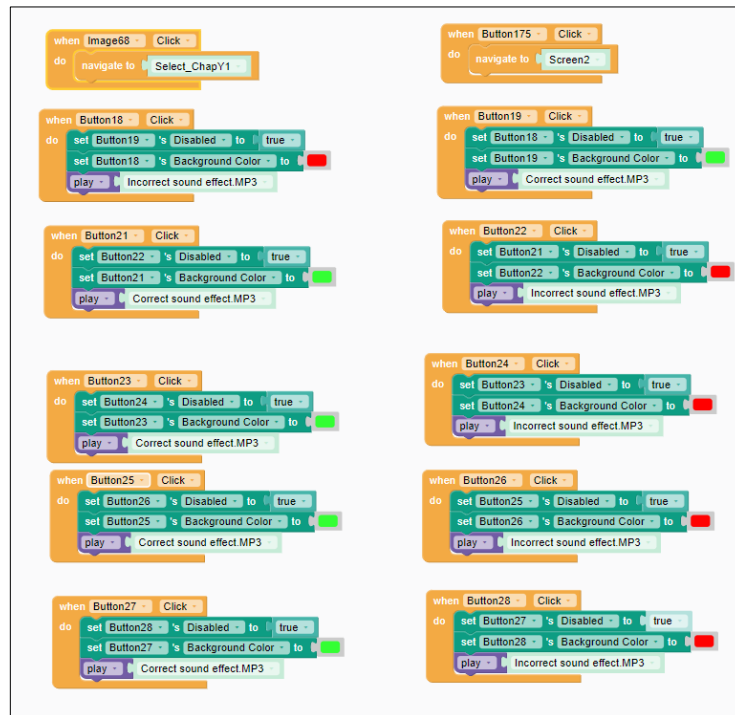 when Image68 Click
do navigate to Select_ChapY1
when Button175 Click
do navigate to Screen2
when Button18 Click
do set Button19 's Disabled to true
set Button18 's Background Color to
play Incorrect sound effect.MP3
when Button19 Click
do set Button18 's Disabled to true
set Button19 's Background Color to
play Correct sound effect.MP3
when Button21 Click
do set Button22 's Disabled to true
set Button21 's Background Color to
play Correct sound effect.MP3
when Button22 Click
do set Button21 's Disabled to true
set Button22 's Background Color to
play Incorrect sound effect.MP3
when Button23 Click
do set Button24 's Disabled to true
set Button23 's Background Color to
play Correct sound effect.MP3
when Button24 Click
do set Button23 's Disabled to true
set Button24 's Background Color to
play Incorrect sound effect.MP3
when Button25 Click
do set Button26 's Disabled to true
set Button25 's Background Color to
play Correct sound effect.MP3
when Button26 Click
do set Button25 's Disabled to true
set Button26 's Background Color to
play Incorrect sound effect.MP3
when Button27 Click
do set Button28 's Disabled to true
set Button27 's Background Color to
play Correct sound effect.MP3
when Button28 Click
do set Button27 's Disabled to true
set Button28 's Background Color to
play Incorrect sound effect.MP3